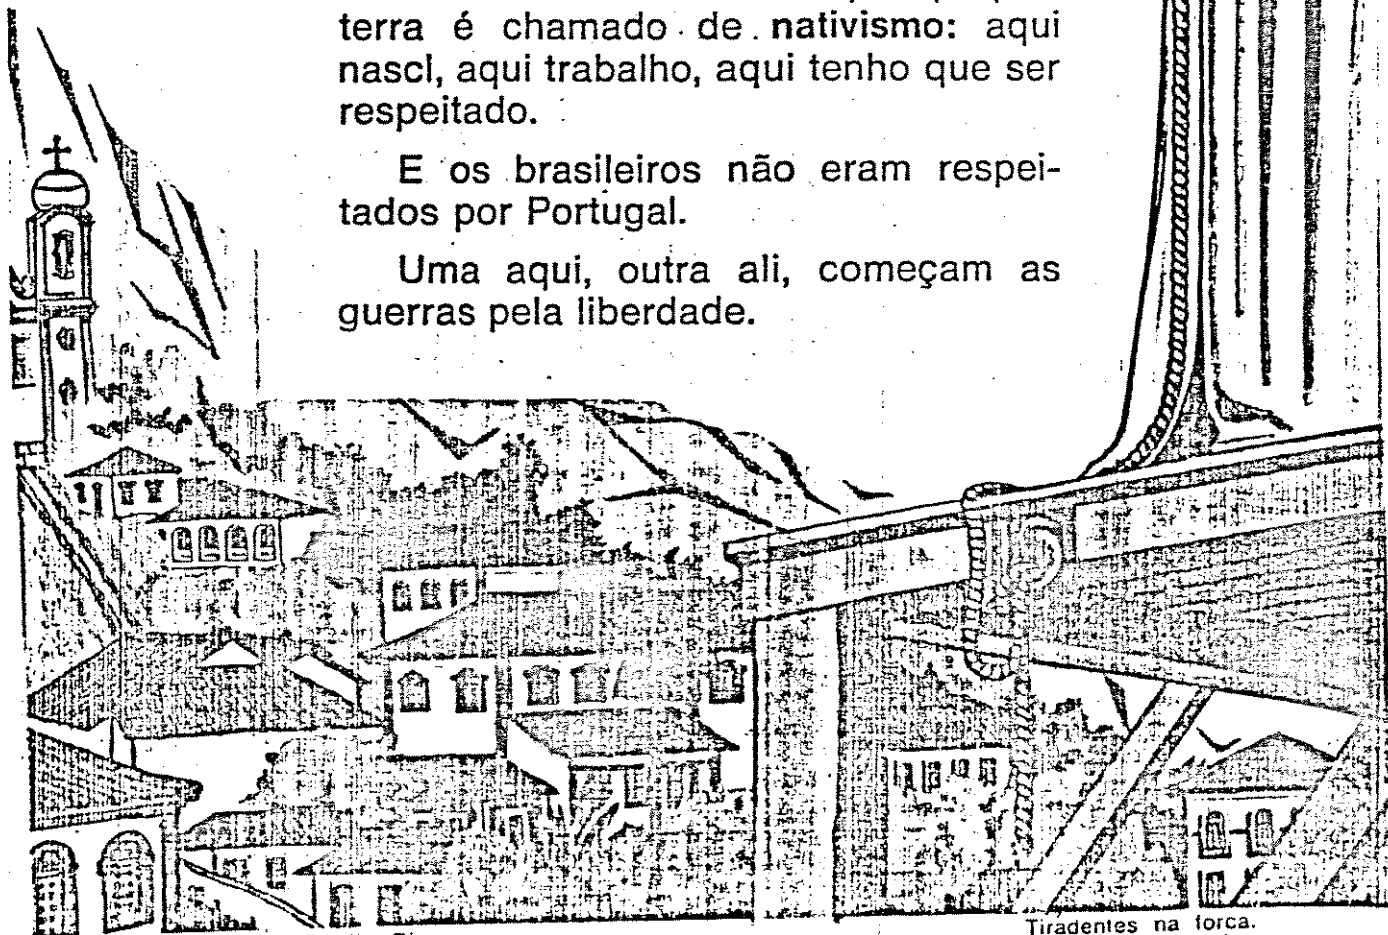 terra é chamado de nativismo: aqui
nasci, aqui trabalho, aqui tenho que ser
respeitado.
E os brasileiros não eram respei-
tados por Portugal.
Uma aqui, outra ali, começam as
guerras pela liberdade.
Tiradentes na forca.